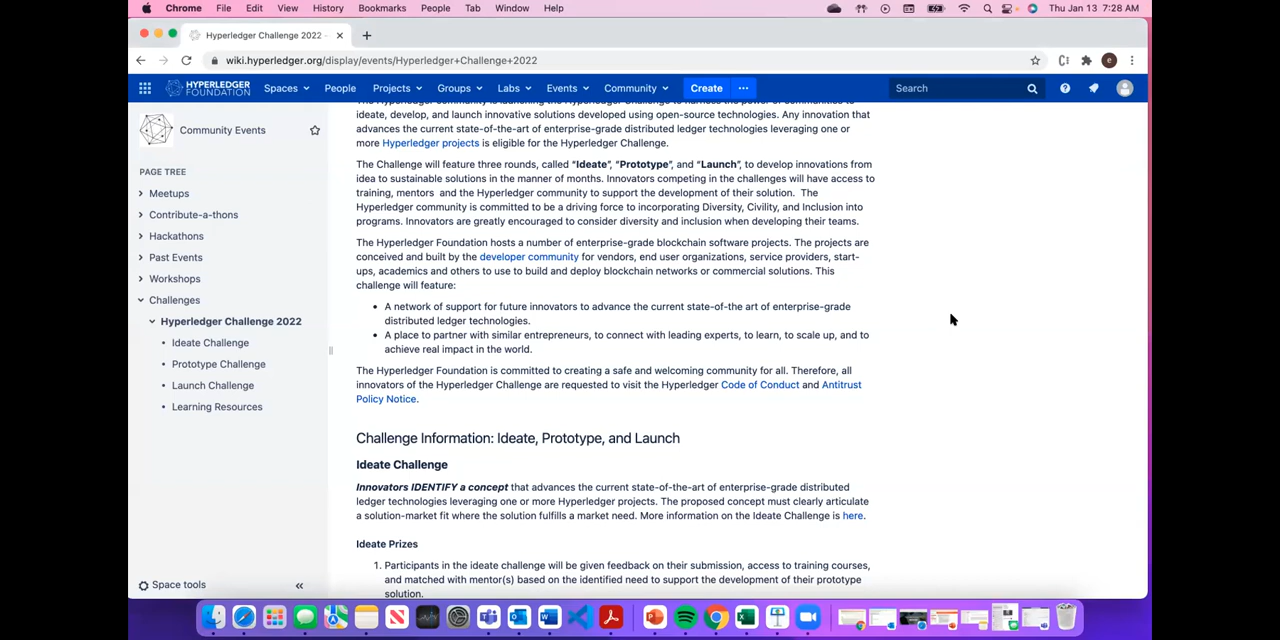 Chrome File Edit View History Bookmarks People Tab Window Help Thu Jan 13 7:28 AM
Hyperledger Challenge 2022 -
wiki.hyperledger.org/display/events/Hyperledger+Challenge+2022
HYPERLEDGER FOUNDATION Spaces People Projects Groups Labs Events Community Create Search
Community Events
PAGE TREE
Meetups
Contribute-a-thons
Hackathons
Past Events
Workshops
Challenges
Hyperledger Challenge 2022
Ideate Challenge
Prototype Challenge
Launch Challenge
Learning Resources
Space tools
The Hyperledger Community is launching the Hyperledger Challenge to harness the power of communities to
ideate, develop, and launch innovative solutions developed using open-source technologies. Any innovation that
advances the current state-of-the-art of enterprise-grade distributed ledger technologies leveraging one or
more Hyperledger projects is eligible for the Hyperledger Challenge.
The Challenge will feature three rounds, called “Ideate”, “Prototype”, and “Launch”, to develop innovations from
idea to sustainable solutions in the manner of months. Innovators competing in the challenges will have access to
training, mentors and the Hyperledger community to support the development of their solution. The
Hyperledger community is committed to be a driving force to incorporating Diversity, Civility, and Inclusion into
programs. Innovators are greatly encouraged to consider diversity and inclusion when developing their teams.
The Hyperledger Foundation hosts a number of enterprise-grade blockchain software projects. The projects are
conceived and built by the developer community for vendors, end user organizations, service providers, start-
ups, academics and others to use to build and deploy blockchain networks or commercial solutions. This
challenge will feature:
• A network of support for future innovators to advance the current state-of-the art of enterprise-grade
distributed ledger technologies.
• A place to partner with similar entrepreneurs, to connect with leading experts, to learn, to scale up, and to
achieve real impact in the world.
The Hyperledger Foundation is committed to creating a safe and welcoming community for all. Therefore, all
innovators of the Hyperledger Challenge are requested to visit the Hyperledger Code of Conduct and Antitrust
Policy Notice.
Challenge Information: Ideate, Prototype, and Launch
Ideate Challenge
Innovators IDENTIFY a concept that advances the current state-of-the-art of enterprise-grade distributed
ledger technologies leveraging one or more Hyperledger projects. The proposed concept must clearly articulate
a solution-market fit where the solution fulfills a market need. More information on the Ideate Challenge is here.
Ideate Prizes
1. Participants in the ideate challenge will be given feedback on their submission, access to training courses,
and matched with mentor(s) based on the identified need to support the development of their prototype
solution.